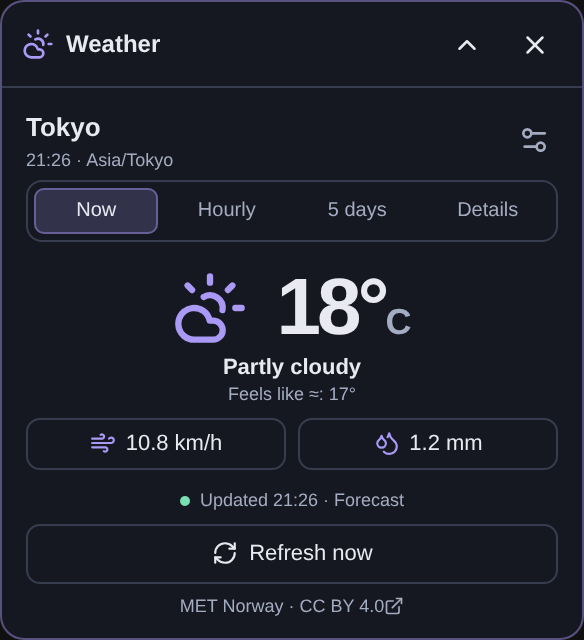 Weather
Tokyo
21:26 · Asia/Tokyo
Now Hourly 5 days Details
18°C
Partly cloudy
Feels like ≈: 17°
10.8 km/h 1.2 mm
Updated 21:26 · Forecast
Refresh now
MET Norway · CC BY 4.0